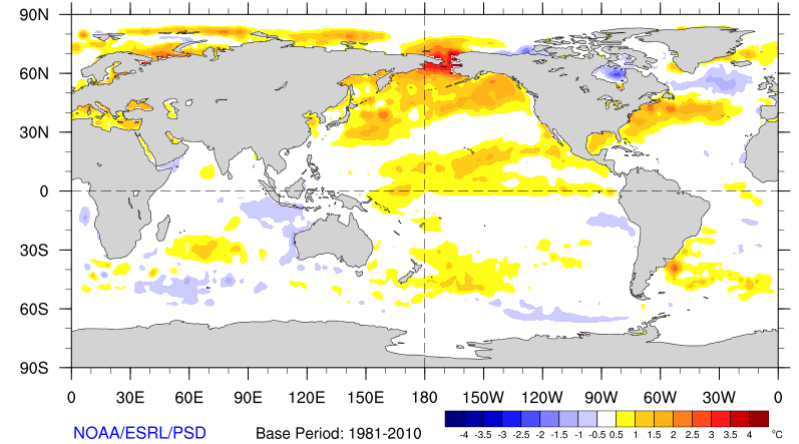 90N
60N
30N
0
30S
60S
90S
0 30E 60E 90E 120E 150E 180 150W 120W 90W 60W 30W 0
NOAA/ESRL/PSD Base Period: 1981-2010
-4 -3.5 -3 -2.5 -2 -1.5 -1 -0.5 0.5 1 1.5 2 2.5 3 3.5 4 °C